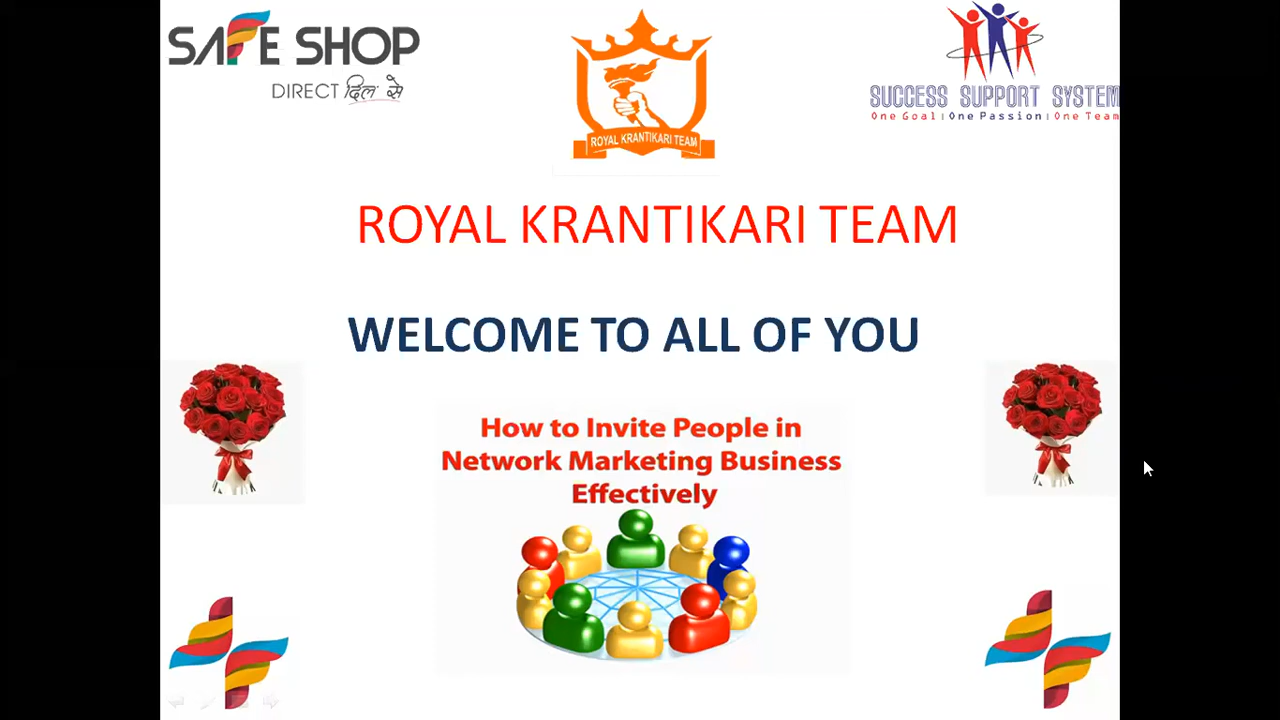 SAFE SHOP
DIRECT दिल से
ROYAL KRANTIKARI TEAM
SUCCESS SUPPORT SYSTEM
One Goal | One Passion | One Team
ROYAL KRANTIKARI TEAM
WELCOME TO ALL OF YOU
How to Invite People in
Network Marketing Business
Effectively